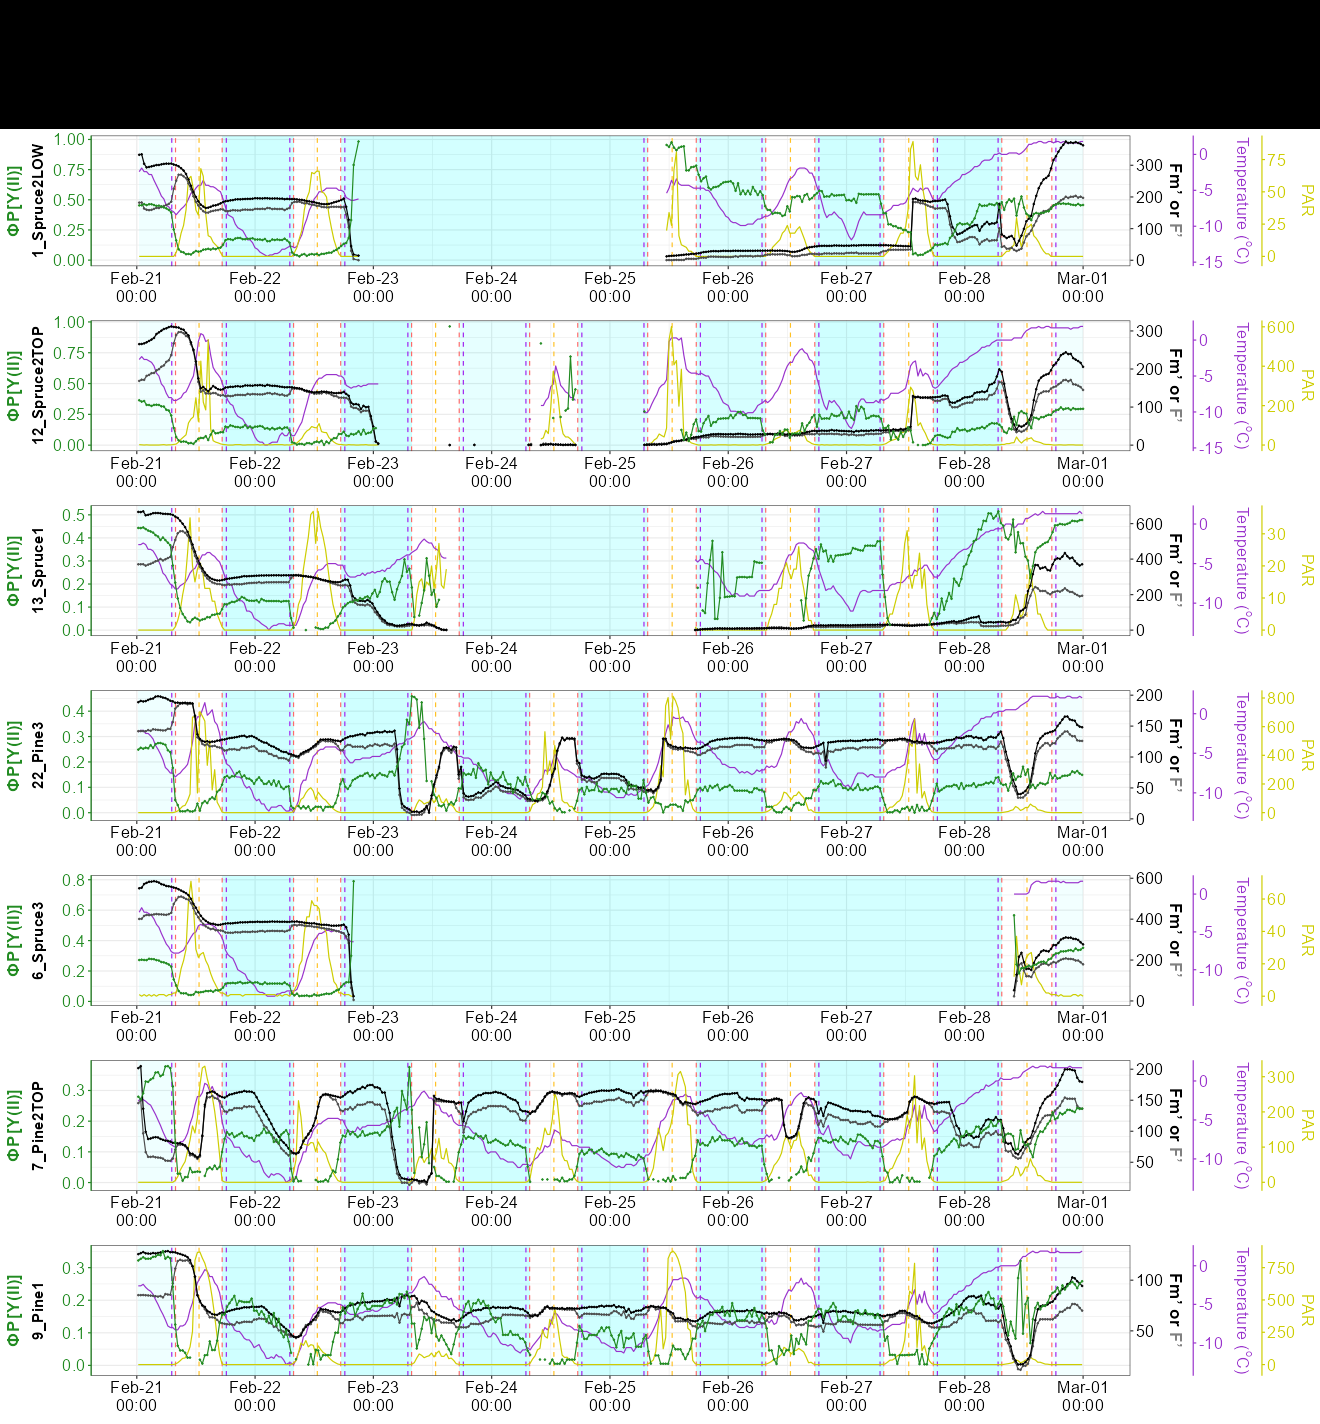 ΦP[Y(II)]
1_Spruce2LOW
1.00
0.75
0.50
0.25
0.00
300
200
100
0
Fm' or F'
0
-5
-10
-15
Temperature (°C)
75
50
25
0
PAR
Feb-21 Feb-22 Feb-23 Feb-24 Feb-25 Feb-26 Feb-27 Feb-28 Mar-01
00:00 00:00 00:00 00:00 00:00 00:00 00:00 00:00 00:00
ΦP[Y(II)]
12_Spruce2TOP
1.00
0.75
0.50
0.25
0.00
300
200
100
0
Fm' or F'
0
-5
-10
-15
Temperature (°C)
600
400
200
0
PAR
Feb-21 Feb-22 Feb-23 Feb-24 Feb-25 Feb-26 Feb-27 Feb-28 Mar-01
00:00 00:00 00:00 00:00 00:00 00:00 00:00 00:00 00:00
ΦP[Y(II)]
13_Spruce1
0.5
0.4
0.3
0.2
0.1
0.0
600
400
200
0
Fm' or F'
0
-5
-10
Temperature (°C)
30
20
10
0
PAR
Feb-21 Feb-22 Feb-23 Feb-24 Feb-25 Feb-26 Feb-27 Feb-28 Mar-01
00:00 00:00 00:00 00:00 00:00 00:00 00:00 00:00 00:00
ΦP[Y(II)]
22_Pine3
0.4
0.3
0.2
0.1
0.0
200
150
100
50
0
Fm' or F'
0
-5
-10
Temperature (°C)
800
600
400
200
0
PAR
Feb-21 Feb-22 Feb-23 Feb-24 Feb-25 Feb-26 Feb-27 Feb-28 Mar-01
00:00 00:00 00:00 00:00 00:00 00:00 00:00 00:00 00:00
ΦP[Y(II)]
6_Spruce3
0.8
0.6
0.4
0.2
0.0
600
400
200
0
Fm' or F'
0
-5
-10
Temperature (°C)
60
40
20
0
PAR
Feb-21 Feb-22 Feb-23 Feb-24 Feb-25 Feb-26 Feb-27 Feb-28 Mar-01
00:00 00:00 00:00 00:00 00:00 00:00 00:00 00:00 00:00
ΦP[Y(II)]
7_Pine2TOP
0.3
0.2
0.1
0.0
200
150
100
50
Fm' or F'
0
-5
-10
Temperature (°C)
300
200
100
0
PAR
Feb-21 Feb-22 Feb-23 Feb-24 Feb-25 Feb-26 Feb-27 Feb-28 Mar-01
00:00 00:00 00:00 00:00 00:00 00:00 00:00 00:00 00:00
ΦP[Y(II)]
9_Pine1
0.3
0.2
0.1
0.0
100
50
Fm' or F'
0
-5
-10
Temperature (°C)
750
500
250
0
PAR
Feb-21 Feb-22 Feb-23 Feb-24 Feb-25 Feb-26 Feb-27 Feb-28 Mar-01
00:00 00:00 00:00 00:00 00:00 00:00 00:00 00:00 00:00